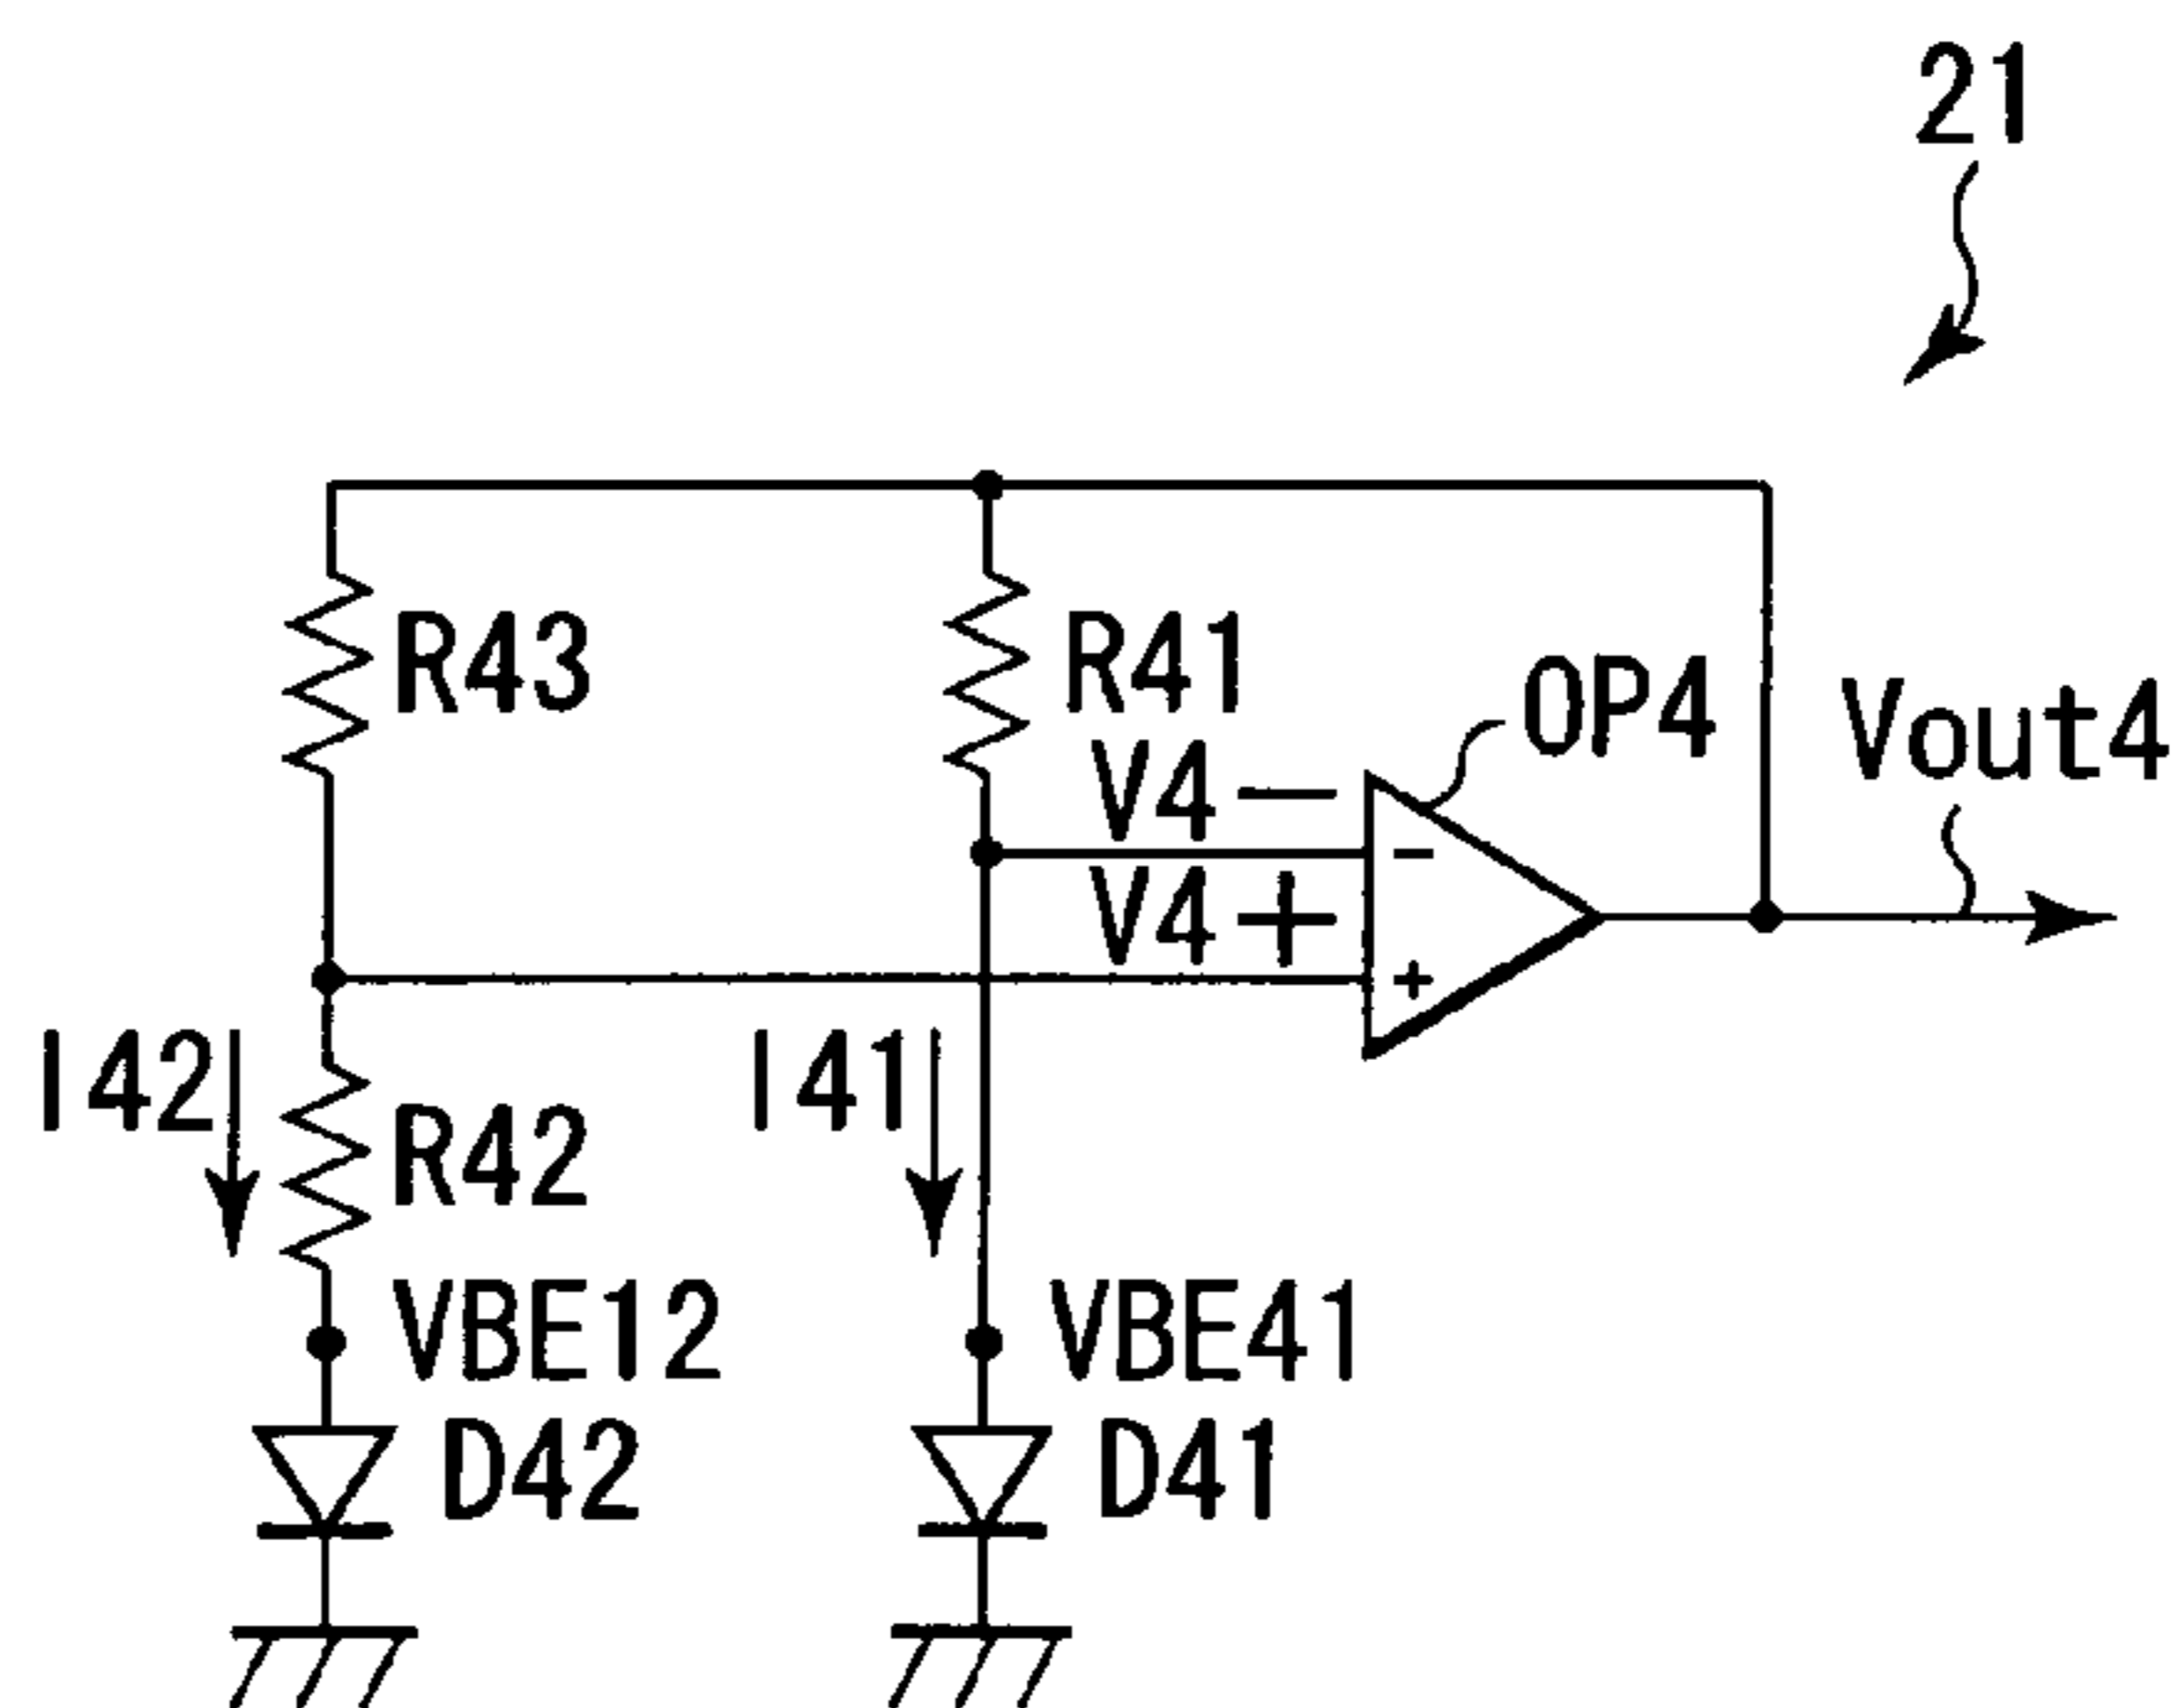 21
R43
R41
OP4
Vout4
V4−
−
V4+
+
I42
I41
R42
VBE12
VBE41
D42
D41